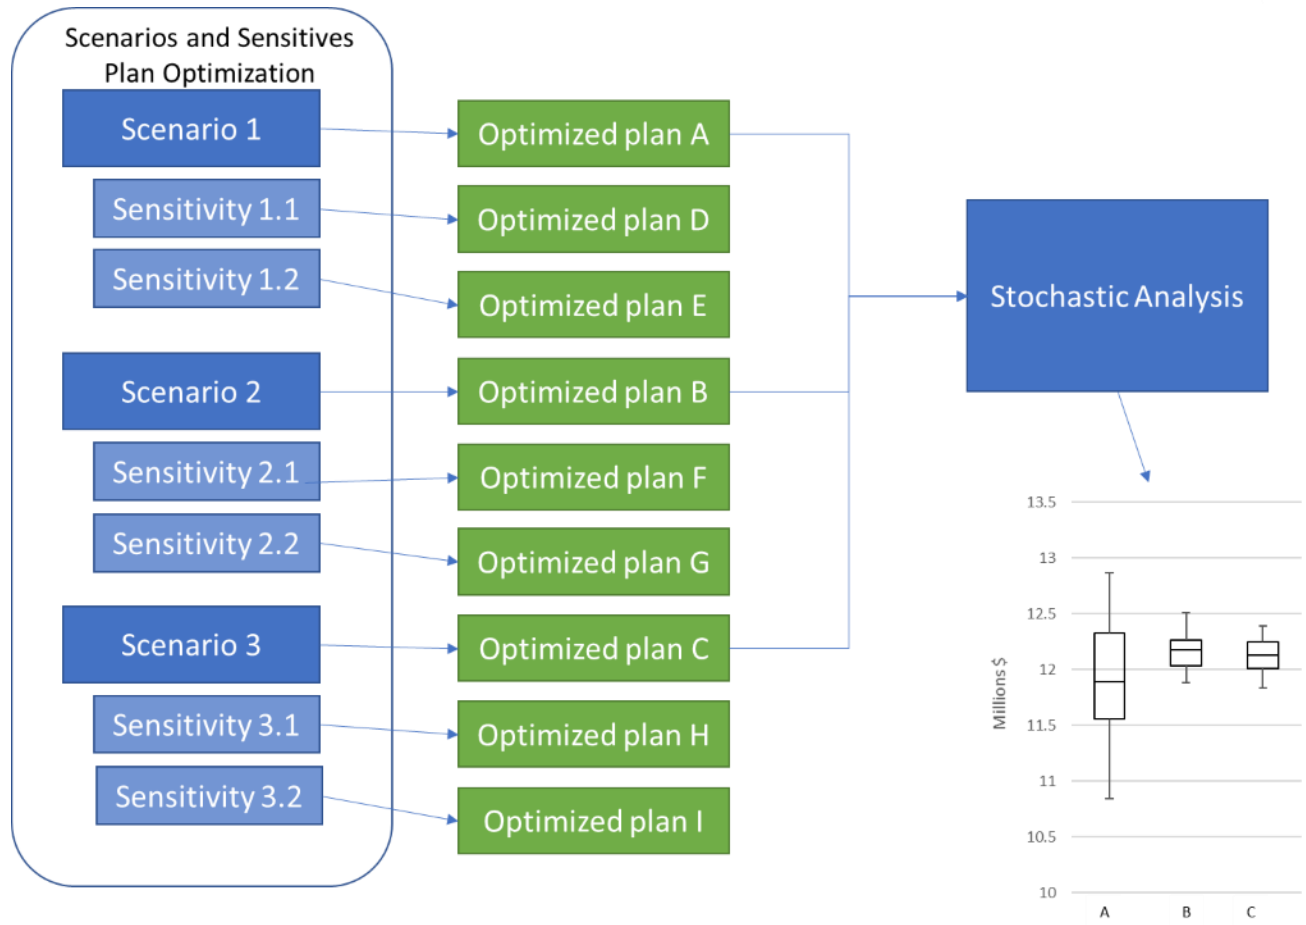 Scenarios and Sensitives
Plan Optimization
Scenario 1
Sensitivity 1.1
Sensitivity 1.2
Scenario 2
Sensitivity 2.1
Sensitivity 2.2
Scenario 3
Sensitivity 3.1
Sensitivity 3.2
Optimized plan A
Optimized plan D
Optimized plan E
Optimized plan B
Optimized plan F
Optimized plan G
Optimized plan C
Optimized plan H
Optimized plan I
Stochastic Analysis
Millions $
13.5
13
12.5
12
11.5
11
10.5
10
A B C